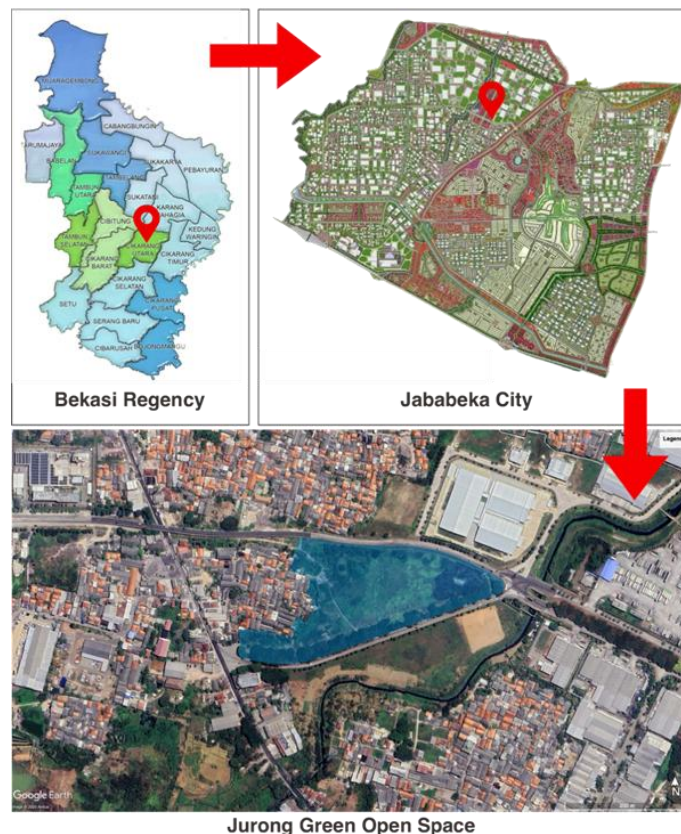 MUARAGEMBONG
CABANGBUNGIN
TARUMAJAYA
BABELAN
SUKAWANGI
SUKAKARYA
PEBAYURAN
TAMBELANG
TAMBUN
UTARA
SUKATANI
KARANG
BAHAGIA
CIBITUNG
KEDUNG
WARINGIN
TAMBUN
SELATAN
CIKARANG
UTARA
CIKARANG
BARAT
CIKARANG
TIMUR
CIKARANG
SELATAN
CIKARANG
PUSAT
SETU
SERANG BARU
CIBARUSAH
Bekasi Regency
Jababeka City
Legend
Google Earth
N
Jurong Green Open Space